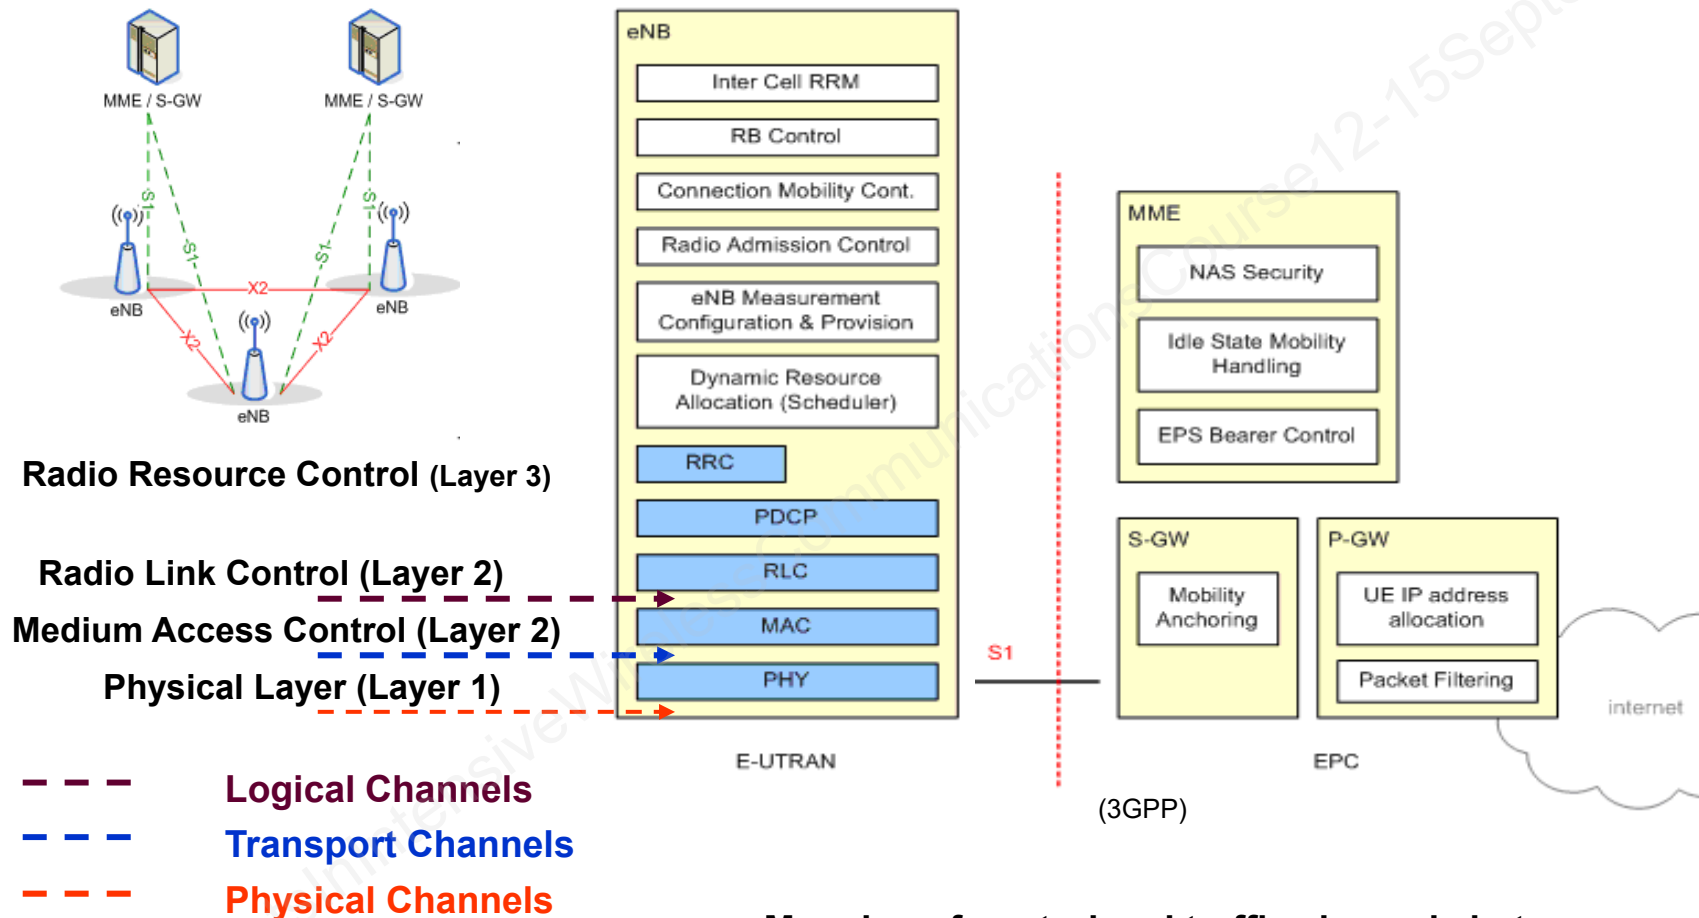 MME / S-GW
MME / S-GW
S1
S1
S1
S1
X2
X2
X2
eNB
eNB
eNB
Radio Resource Control (Layer 3)
Radio Link Control (Layer 2)
Medium Access Control (Layer 2)
Physical Layer (Layer 1)
Logical Channels
Transport Channels
Physical Channels
eNB
Inter Cell RRM
RB Control
Connection Mobility Cont.
Radio Admission Control
eNB Measurement
Configuration & Provision
Dynamic Resource
Allocation (Scheduler)
RRC
PDCP
RLC
MAC
PHY
E-UTRAN
S1
MME
NAS Security
Idle State Mobility
Handling
EPS Bearer Control
S-GW
Mobility
Anchoring
P-GW
UE IP address
allocation
Packet Filtering
internet
EPC
(3GPP)
IntensiveWirelessCommunicationsCourse12-15Sept